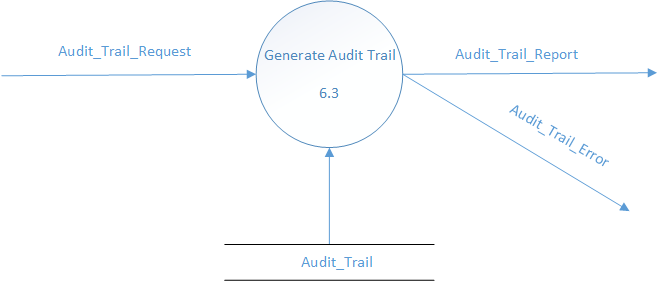 Audit_Trail_Request
Generate Audit Trail
6.3
Audit_Trail_Report
Audit_Trail_Error
Audit_Trail